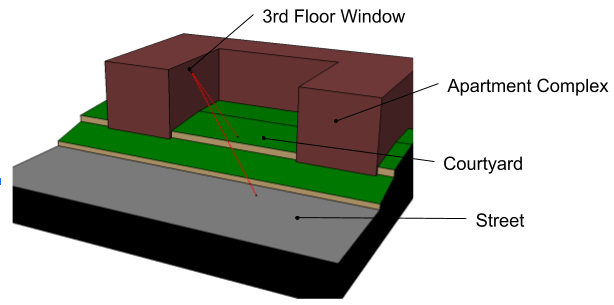 3rd Floor Window
Apartment Complex
Courtyard
Street